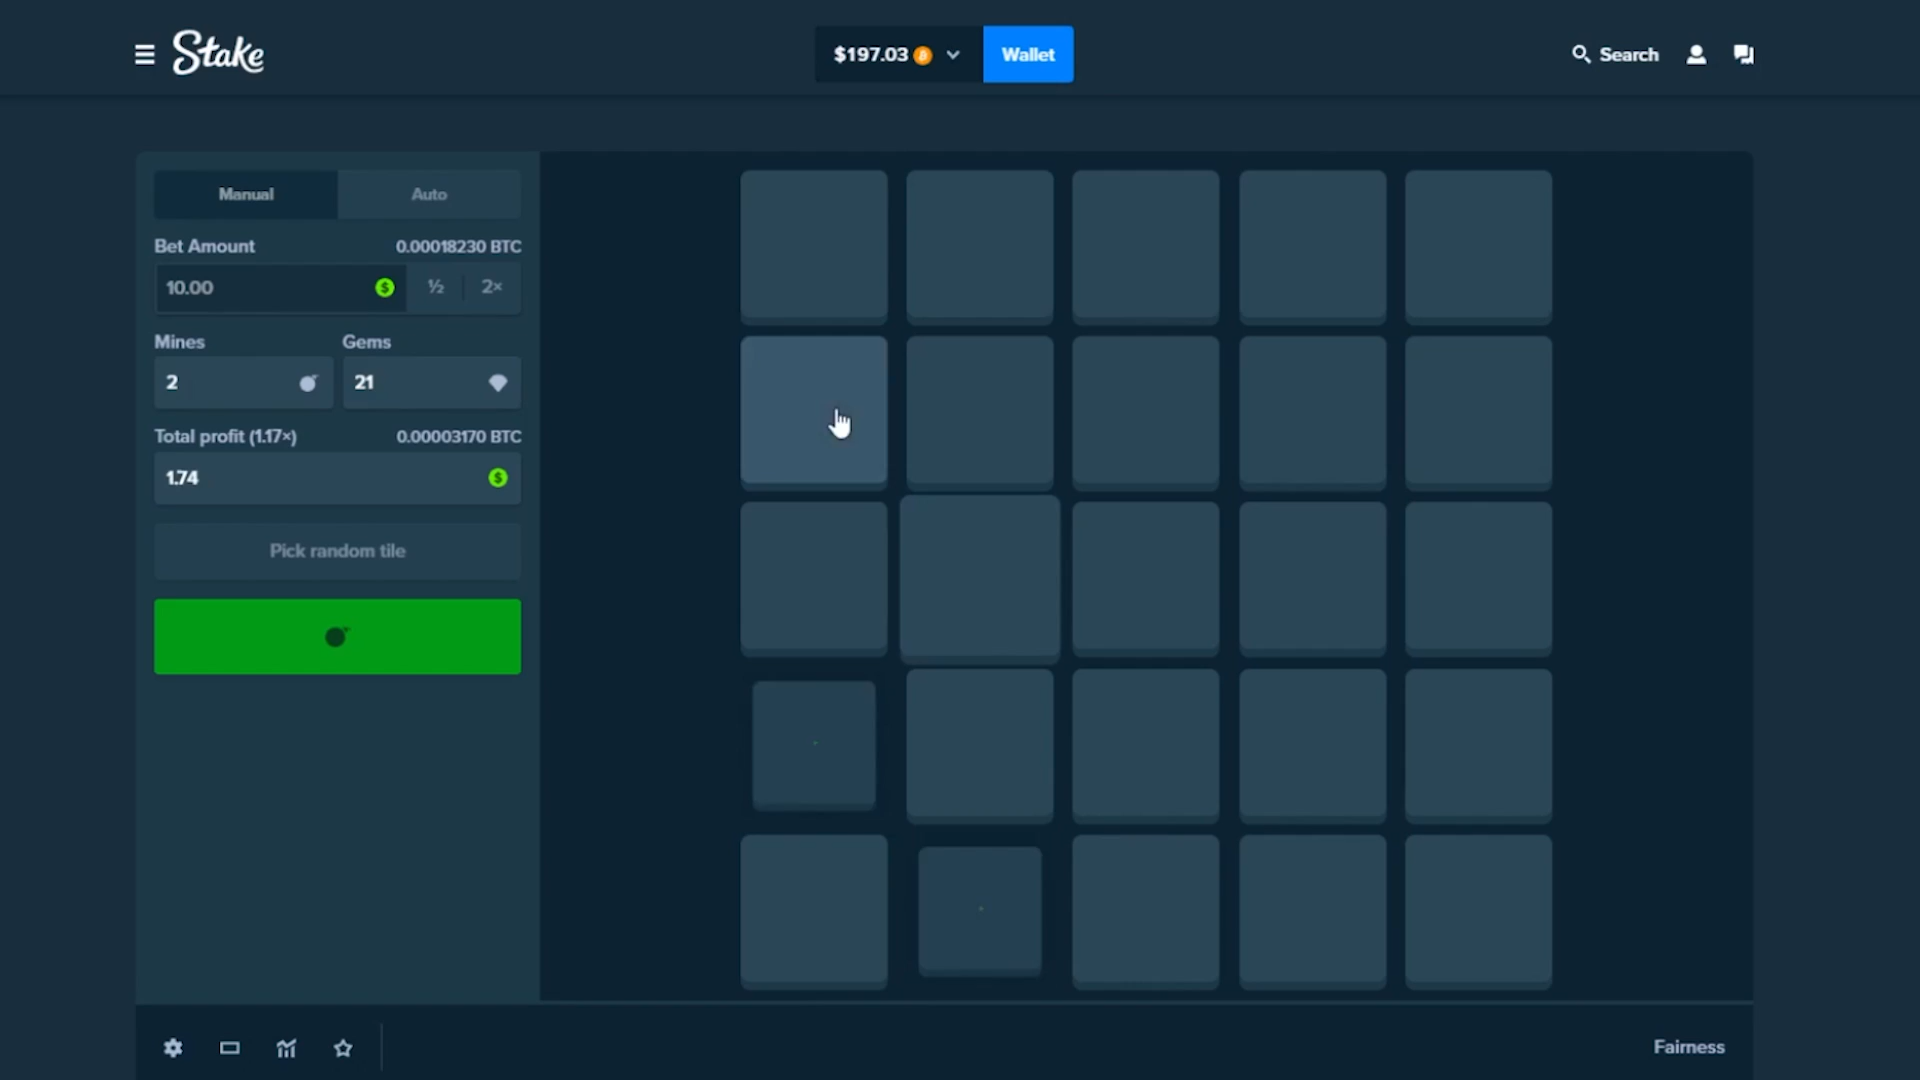 Stake
$197.03
Wallet
Search
Manual
Auto
Bet Amount
0.00018230 BTC
10.00
$
½
2×
Mines
Gems
2
21
Total profit (1.17×)
0.00003170 BTC
1.74
$
Pick random tile
Fairness